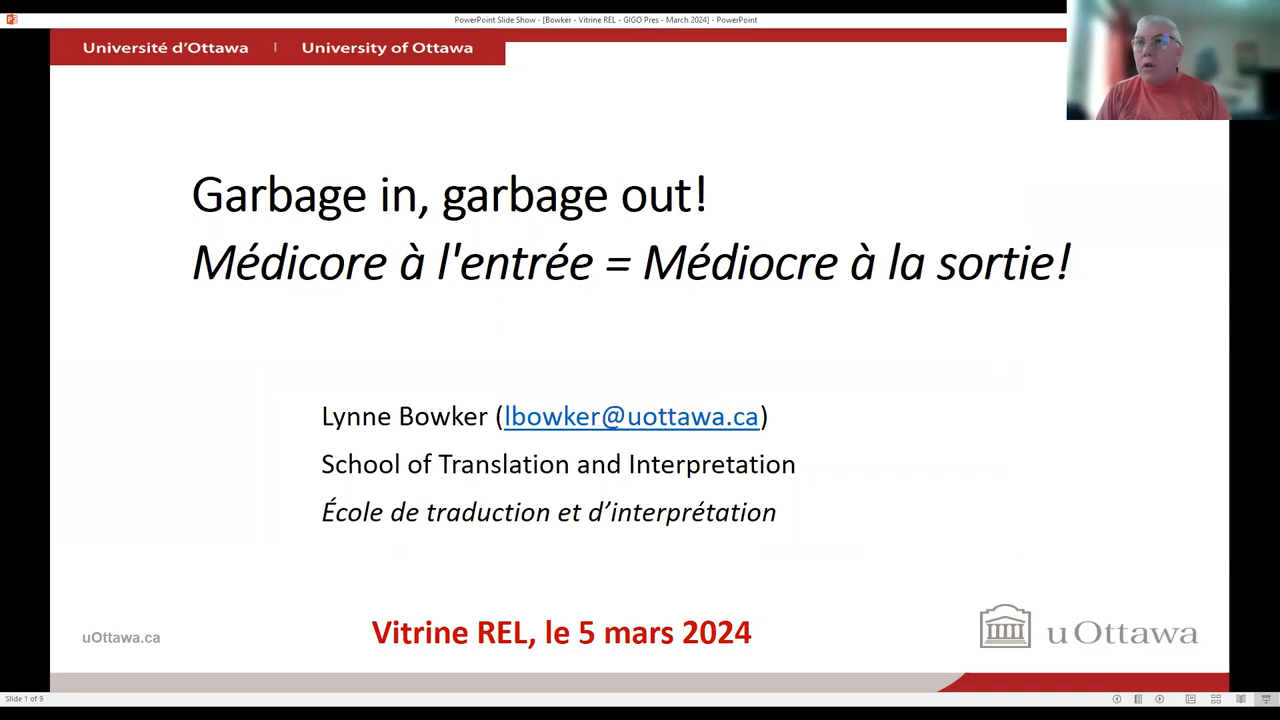 PowerPoint Slide Show - [Bowker - Vitrine REL - GIGO Pres - March 2024] - PowerPoint
Université d'Ottawa | University of Ottawa
Garbage in, garbage out!
Médicore à l'entrée = Médiocre à la sortie!
Lynne Bowker (lbowker@uottawa.ca)
School of Translation and Interpretation
École de traduction et d’interprétation
uOttawa.ca
Vitrine REL, le 5 mars 2024
uOttawa
Slide 1 of 9